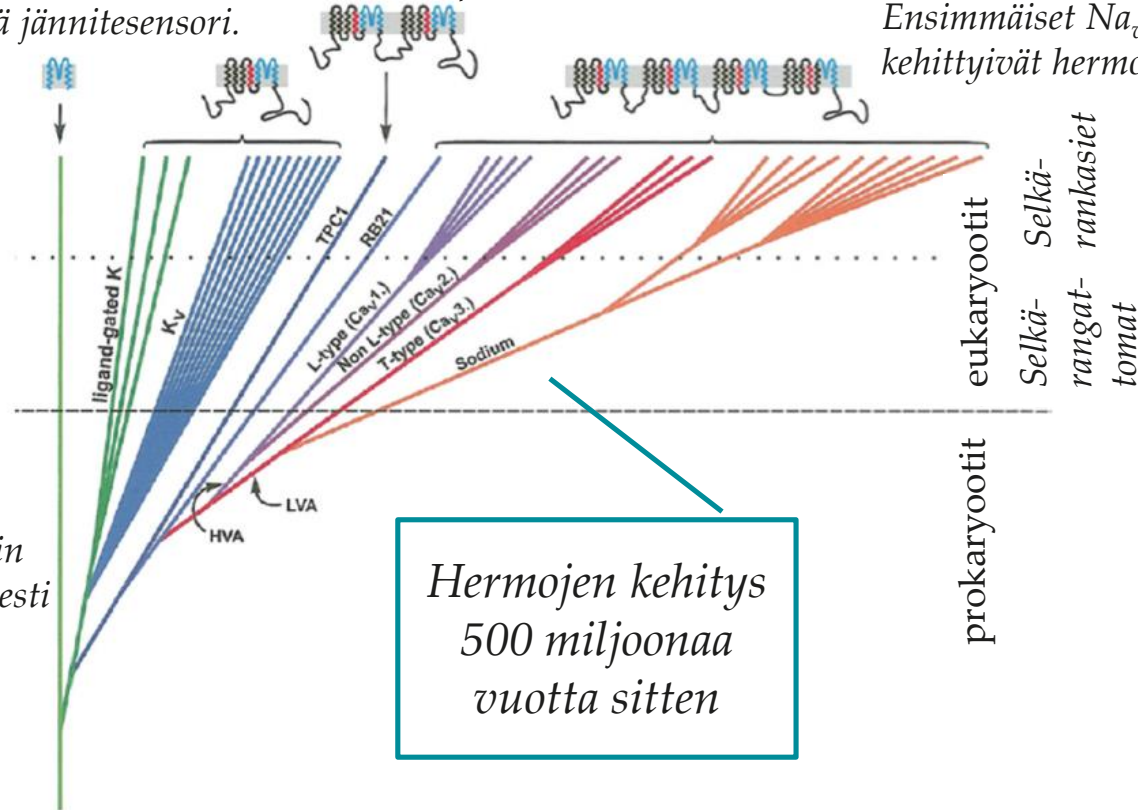 ä jännitesensori.
Ensimmäiset Naᵥ
kehittyivät hermo
ligand-gated K
Kᵥ
TPC1
RB21
L-type (Caᵥ1.)
Non L-type (Caᵥ2.)
T-type (Caᵥ3.)
Sodium
LVA
HVA
eukaryootit
prokaryootit
Selkä-
rankasiet
Selkä-
rangat-
tomat
in
esti
Hermojen kehitys
500 miljoonaa
vuotta sitten